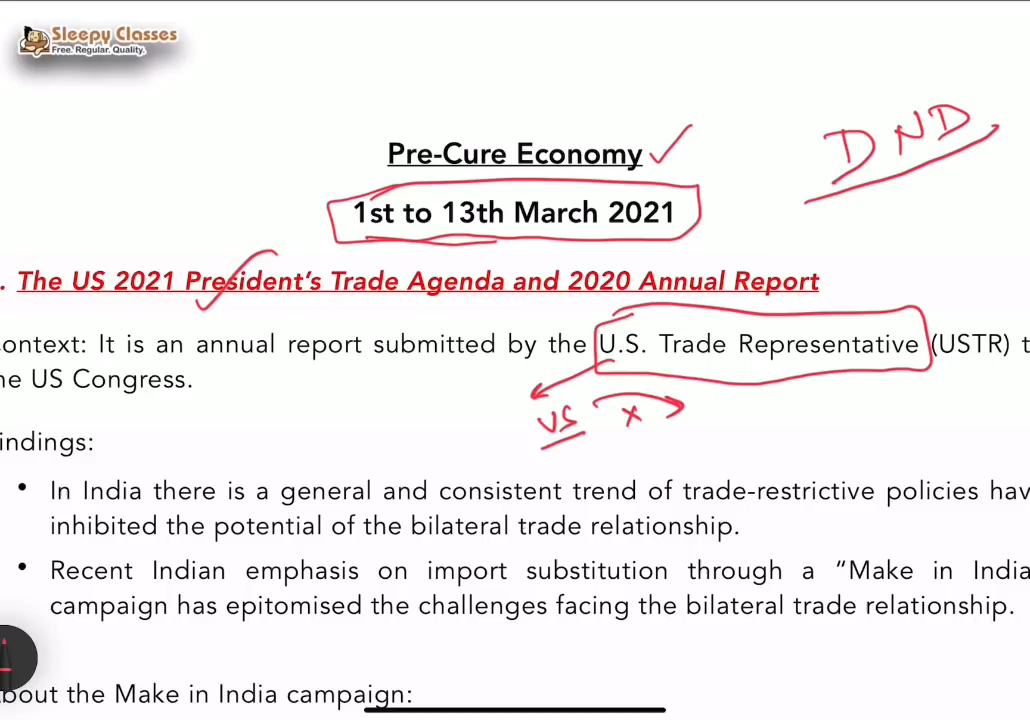 Sleepy Classes
Free. Regular. Quality.
DND
Pre-Cure Economy
1st to 13th March 2021
. The US 2021 President's Trade Agenda and 2020 Annual Report
ontext: It is an annual report submitted by the U.S. Trade Representative (USTR) t
he US Congress.
US x
indings:
• In India there is a general and consistent trend of trade-restrictive policies hav
inhibited the potential of the bilateral trade relationship.
• Recent Indian emphasis on import substitution through a "Make in India
campaign has epitomised the challenges facing the bilateral trade relationship.
bout the Make in India campaign: